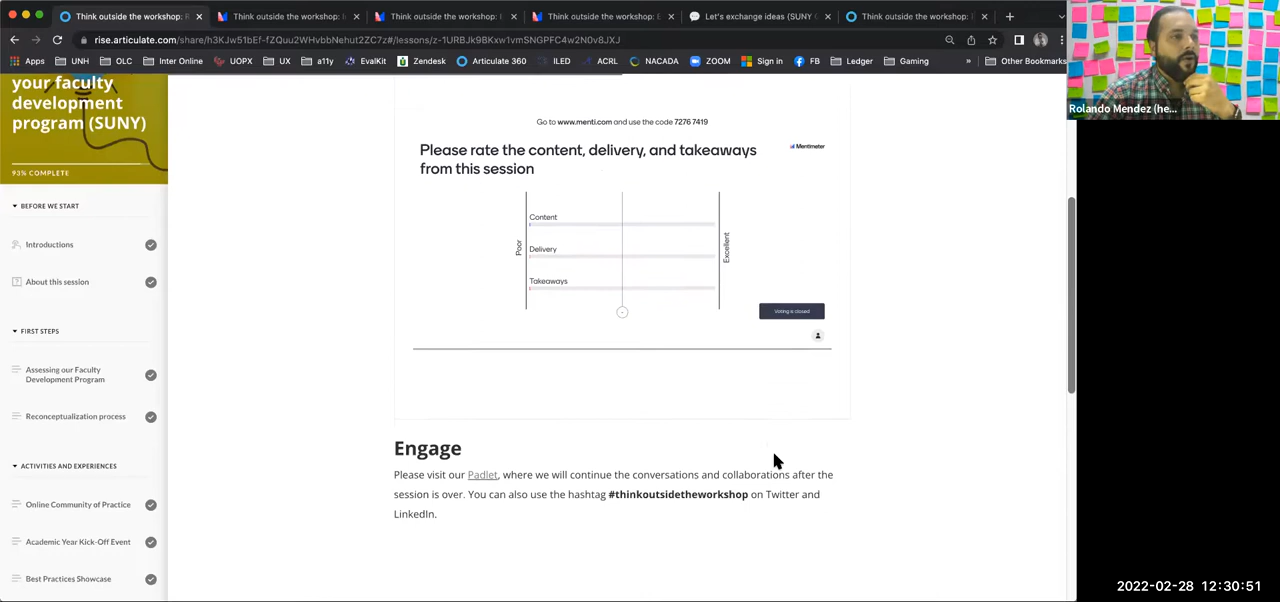 Think outside the workshop: R
Think outside the workshop: I
Think outside the workshop: E
Think outside the workshop: E
Let's exchange ideas (SUNY C
Think outside the workshop:
rise.articulate.com/share/h3KJw51bEf-fZQuu2WHvbbNehut2ZC7z#/lessons/z-1URBJk9BKxw1vmSNGPFC4w2N0v8JXJ
Apps UNH OLC Inter Online UOPX UX a11y EvalKit Zendesk Articulate 360 ILED ACRL NACADA ZOOM Sign in FB Ledger Gaming » Other Bookmarks
Rolando Mendez (he...
your faculty
development
program (SUNY)
93% COMPLETE
BEFORE WE START
Introductions
About this session
FIRST STEPS
Assessing our Faculty
Development Program
Reconceptualization process
ACTIVITIES AND EXPERIENCES
Online Community of Practice
Academic Year Kick-Off Event
Best Practices Showcase
Go to www.menti.com and use the code 7276 7419
Please rate the content, delivery, and takeaways
from this session
Mentimeter
Content
Delivery
Takeaways
Poor
Excellent
Voting is closed
Engage
Please visit our Padlet, where we will continue the conversations and collaborations after the
session is over. You can also use the hashtag #thinkoutsidetheworkshop on Twitter and
LinkedIn.
2022-02-28 12:30:51